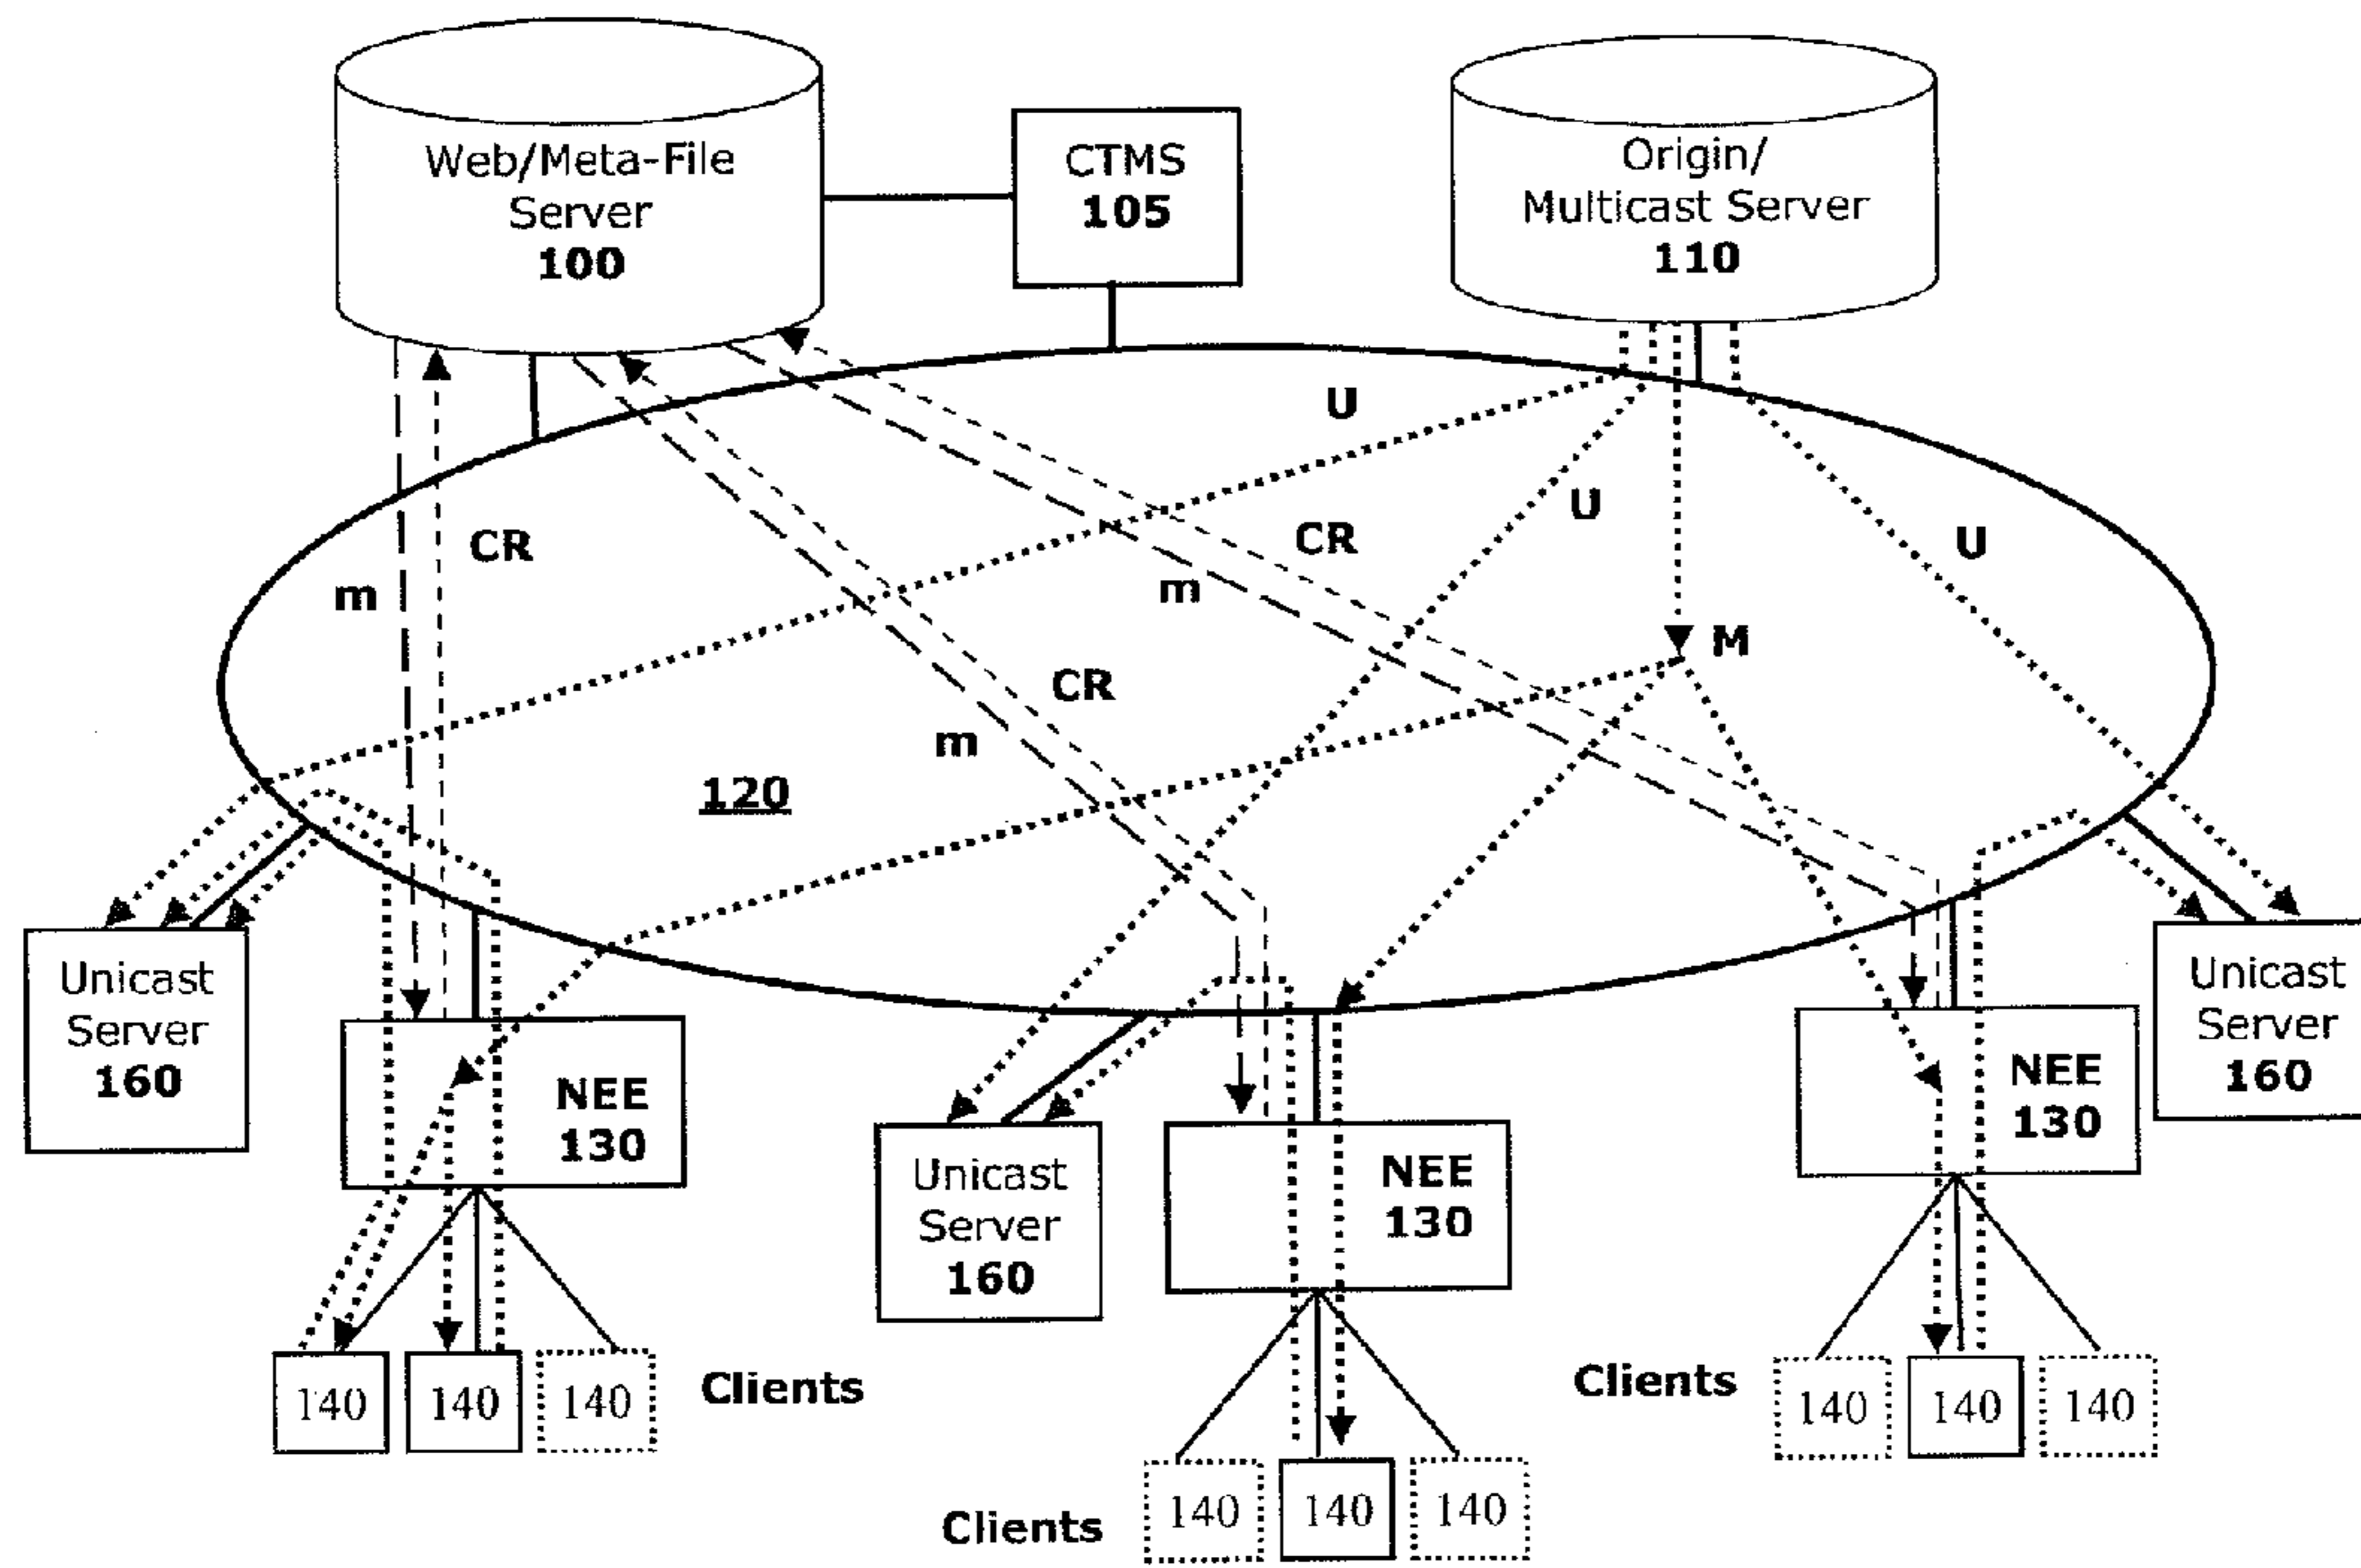 Web/Meta-File
Server
100
CTMS
105
Origin/
Multicast Server
110
U
U
U
CR
CR
m
m
M
CR
m
120
Unicast
Server
160
NEE
130
Unicast
Server
160
NEE
130
NEE
130
Unicast
Server
160
140
140
140
Clients
Clients
140
140
140
Clients
140
140
140